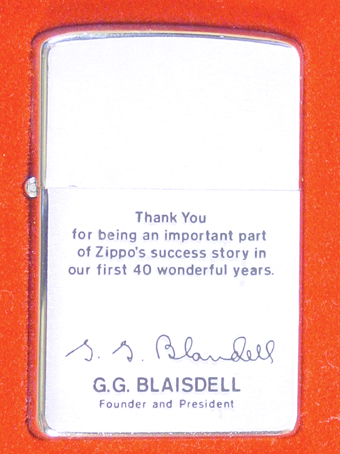 Thank You
for being an important part
of Zippo's success story in
our first 40 wonderful years.
G. G. Blaisdell
G.G. BLAISDELL
Founder and President